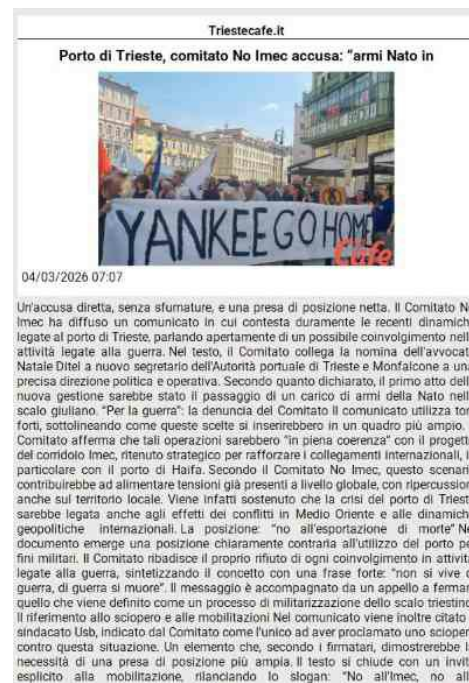 Triestecafe.it
Porto di Trieste, comitato No Imec accusa: "armi Nato in
YANKEE GO HOME
Cafe
04/03/2026 07:07
Un'accusa diretta, senza sfumature, e una presa di posizione netta. Il Comitato N
Imec ha diffuso un comunicato in cui contesta duramente le recenti dinamich
legate al porto di Trieste, parlando apertamente di un possibile coinvolgimento nell
attività legate alla guerra. Nel testo, il Comitato collega la nomina dell'avvocat
Natale Ditel a nuovo segretario dell'Autorità portuale di Trieste e Monfalcone a un
precisa direzione politica e operativa. Secondo quanto dichiarato, il primo atto dell
nuova gestione sarebbe stato il passaggio di un carico di armi della Nato nell
scalo giuliano. "Per la guerra": la denuncia del Comitato Il comunicato utilizza ton
forti, sottolineando come queste scelte si inserirebbero in un quadro più ampio. I
Comitato afferma che tali operazioni sarebbero "in piena coerenza" con il progett
del corridoio Imec, ritenuto strategico per rafforzare i collegamenti internazionali, i
particolare con il porto di Haifa. Secondo il Comitato No Imec, questo scenari
contribuirebbe ad alimentare tensioni già presenti a livello globale, con ripercussion
anche sul territorio locale. Viene infatti sostenuto che la crisi del porto di Triest
sarebbe legata anche agli effetti dei conflitti in Medio Oriente e alle dinamich
geopolitiche internazionali. La posizione: "no all'esportazione di morte" Ne
documento emerge una posizione chiaramente contraria all'utilizzo del porto pe
fini militari. Il Comitato ribadisce il proprio rifiuto di ogni coinvolgimento in attivit
legate alla guerra, sintetizzando il concetto con una frase forte: "non si vive d
guerra, di guerra si muore". Il messaggio è accompagnato da un appello a fermar
quello che viene definito come un processo di militarizzazione dello scalo triestino
Il riferimento allo sciopero e alle mobilitazioni Nel comunicato viene inoltre citato i
sindacato Usb, indicato dal Comitato come l'unico ad aver proclamato uno scioper
contro questa situazione. Un elemento che, secondo i firmatari, dimostrerebbe l
necessità di una presa di posizione più ampia. Il testo si chiude con un invit
esplicito alla mobilitazione, rilanciando lo slogan: "No all'Imec, no all